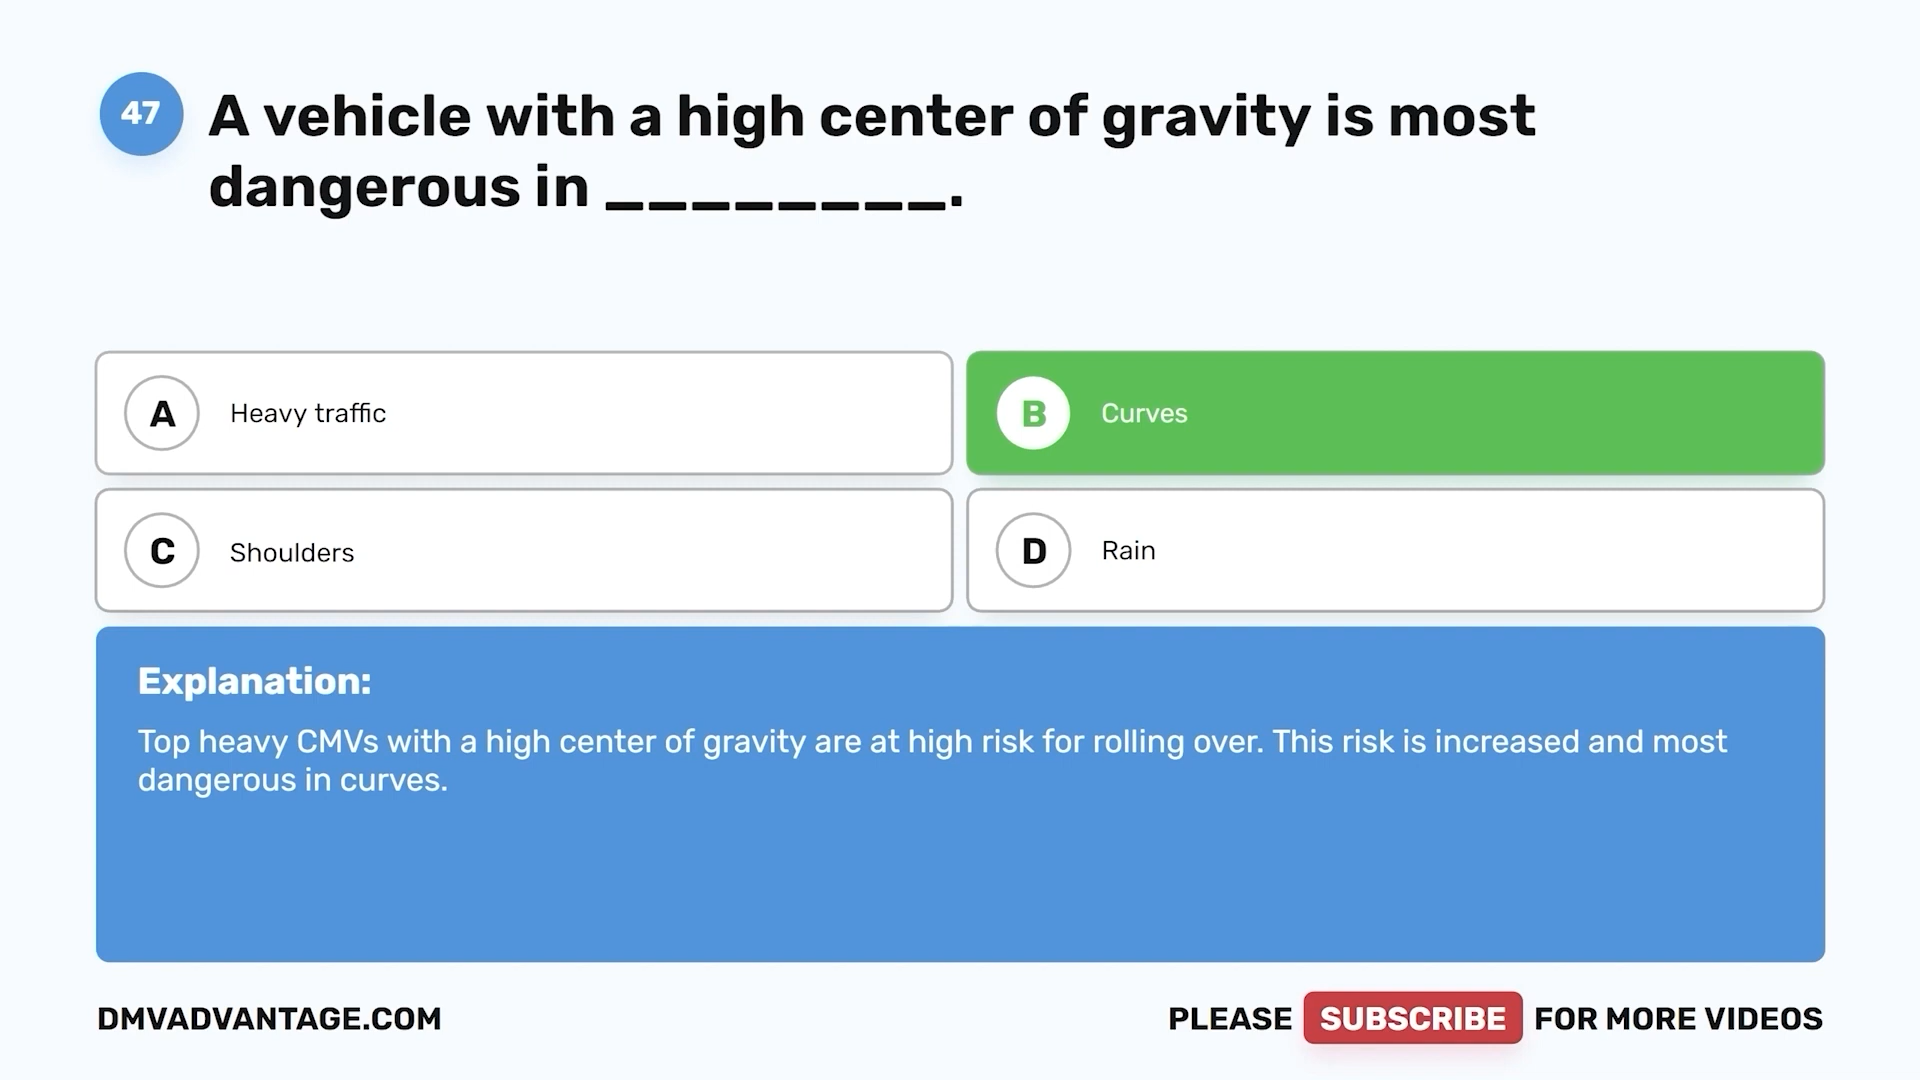 47
A vehicle with a high center of gravity is most
dangerous in ________.
A Heavy traffic
B Curves
C Shoulders
D Rain
Explanation:
Top heavy CMVs with a high center of gravity are at high risk for rolling over. This risk is increased and most
dangerous in curves.
DMVADVANTAGE.COM
PLEASE SUBSCRIBE FOR MORE VIDEOS